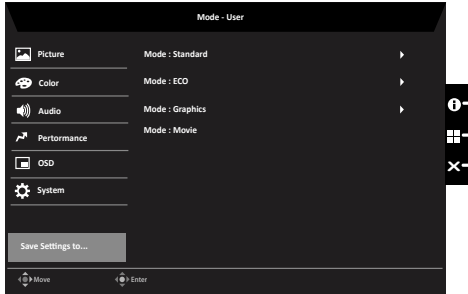 Mode - User
Picture
Color
Audio
Pertormance
OSD
System
Save Settings to...
Mode : Standard
Mode : ECO
Mode : Graphics
Mode : Movie
Move
Enter